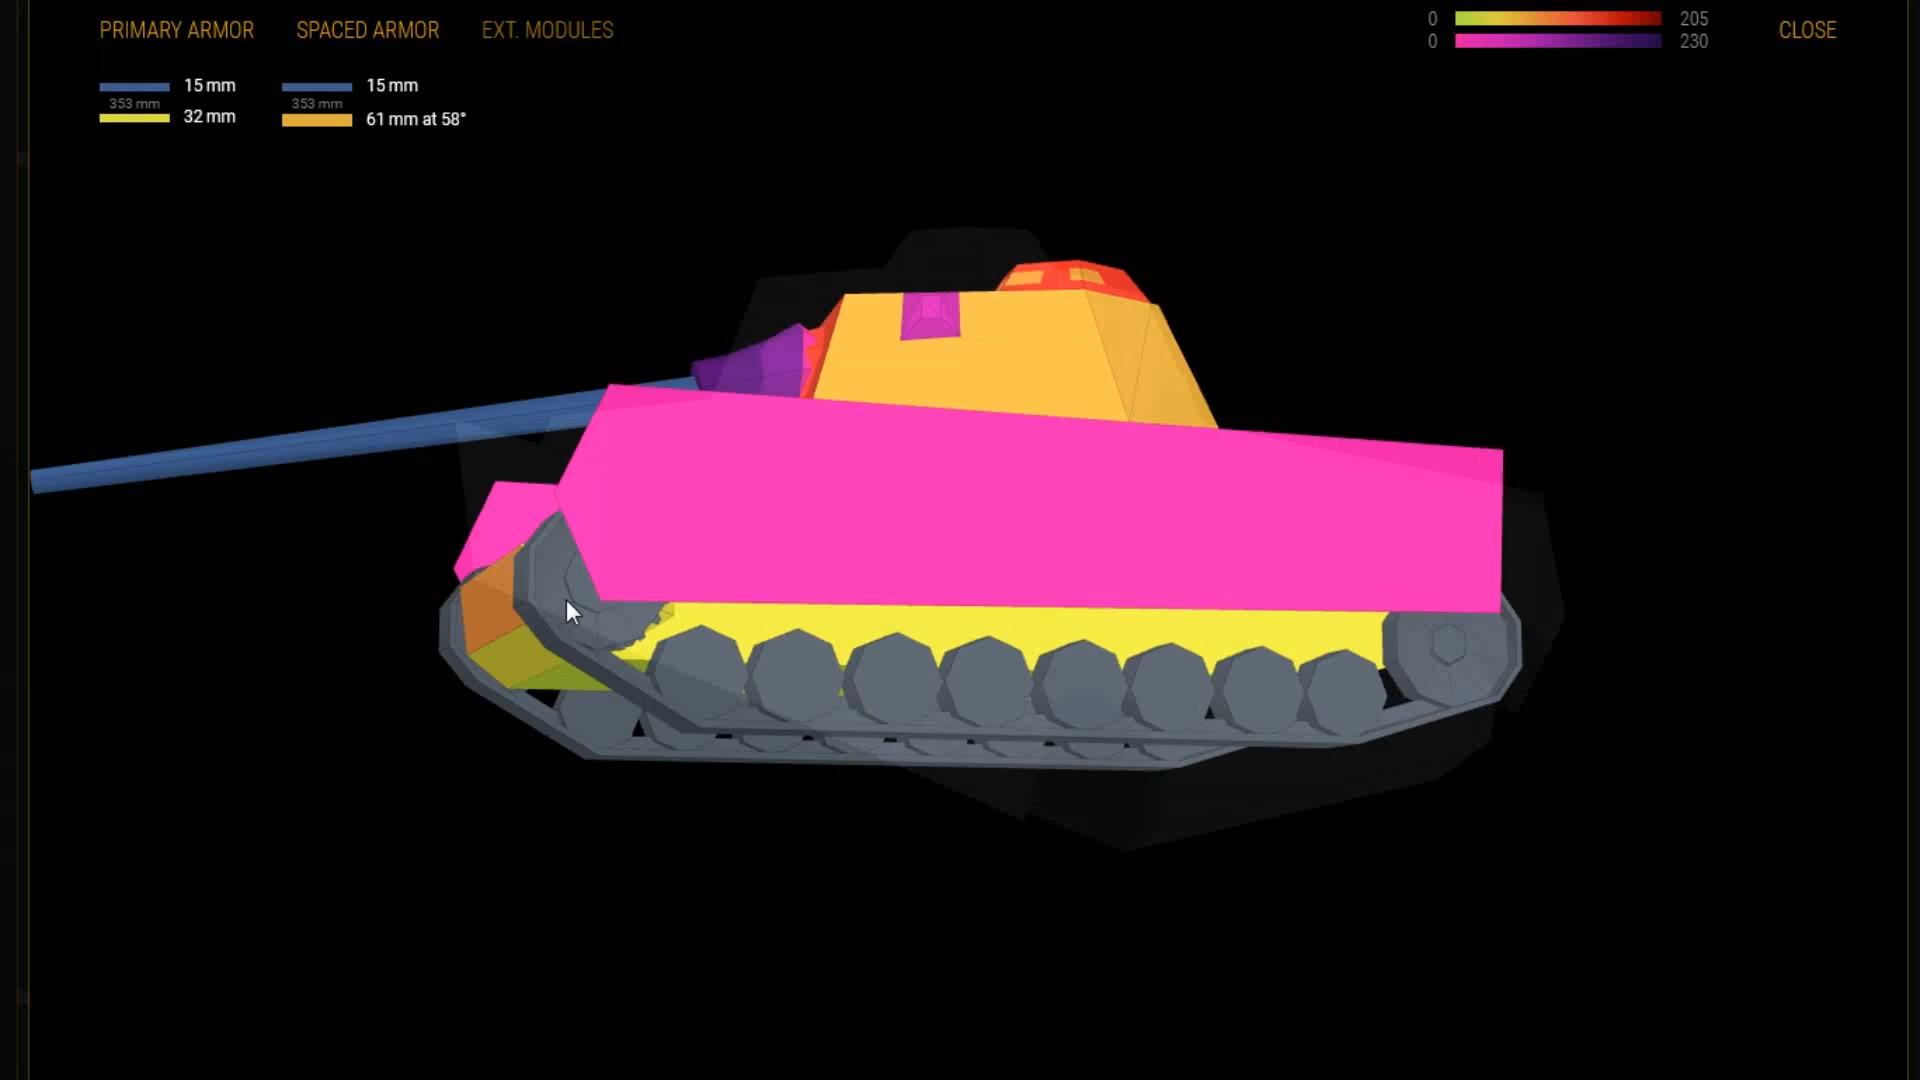 PRIMARY ARMOR SPACED ARMOR EXT. MODULES
0 205
0 230
CLOSE
15 mm 15 mm
353 mm 353 mm
32 mm 61 mm at 58°